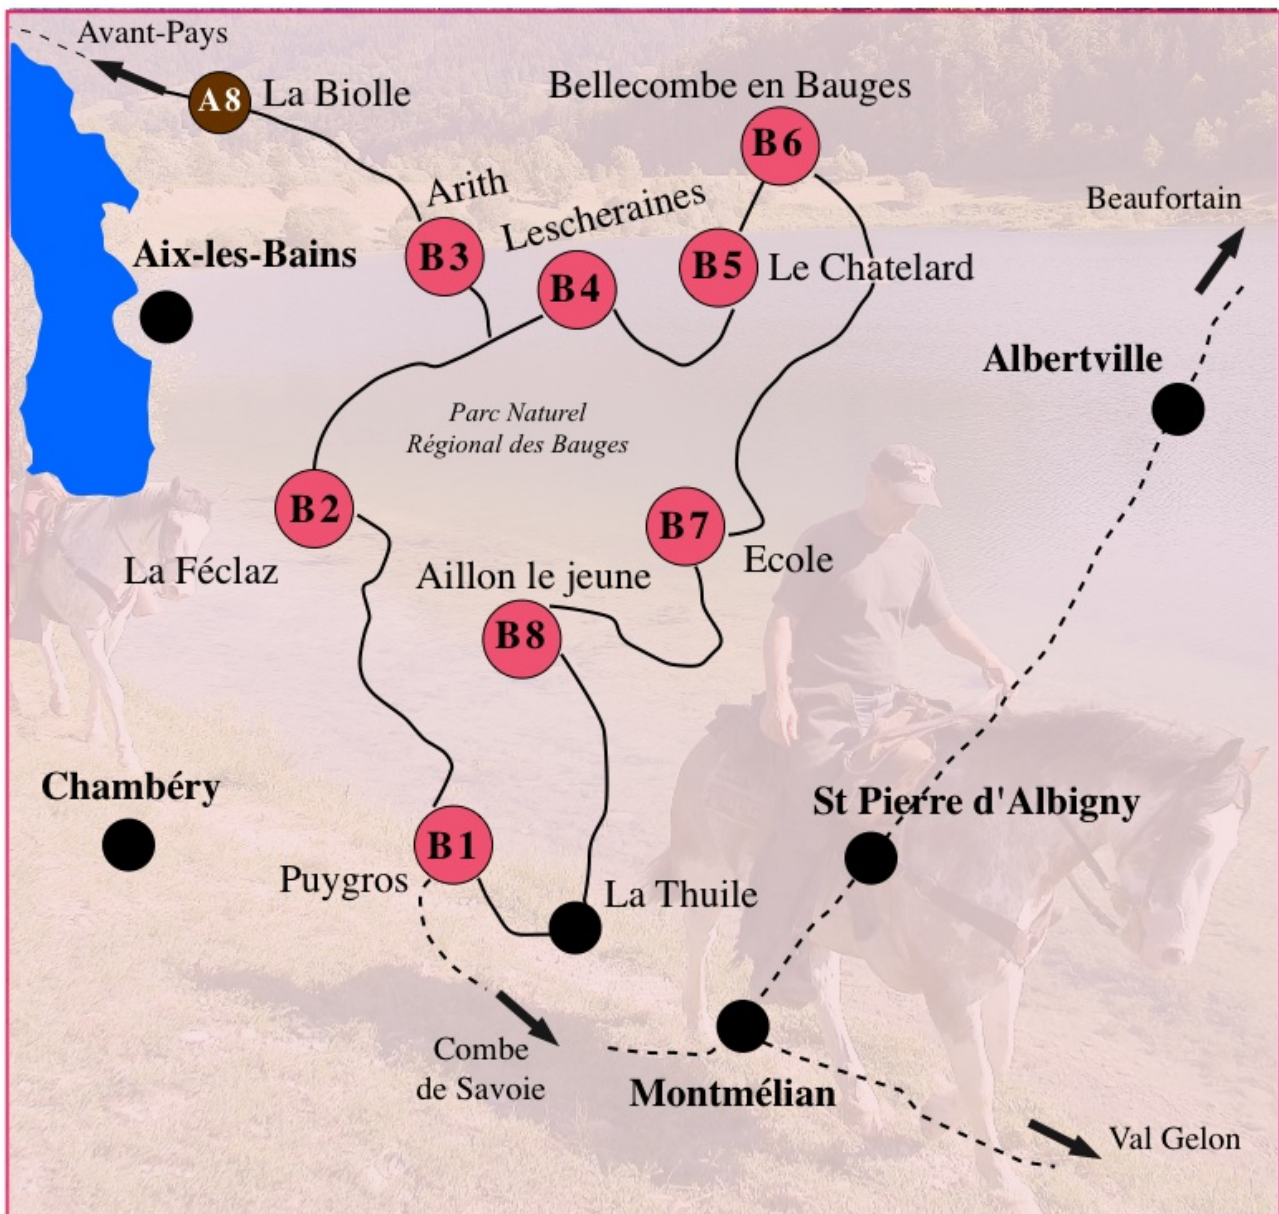 Avant-Pays
A8 La Biolle
Bellecombe en Bauges
B6
Arith
Lescheraines
Beaufortain
Aix-les-Bains
B3
B4
B5 Le Chatelard
Albertville
Parc Naturel
Régional des Bauges
B2
La Féclaz
B7
Ecole
Aillon le jeune
B8
Chambéry
St Pierre d'Albigny
B1
Puygros
La Thuile
Combe
de Savoie
Montmélian
Val Gelon